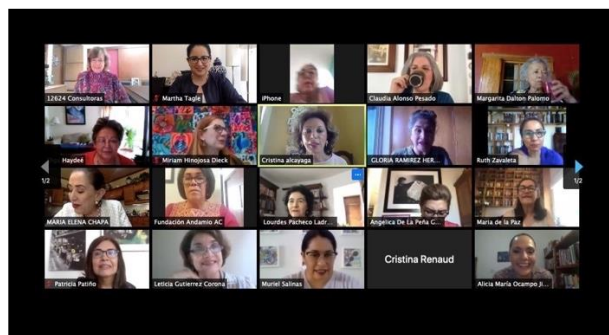 12624 Consultoras
Martha Tagle
iPhone
Claudia Alonso Pesado
Margarita Dalton Palomo
Haydeé
Miriam Hinojosa Dieck
Cristina alcayaga
GLORIA RAMIREZ HER...
Ruth Zavaleta
1/2
1/2
MARIA ELENA CHAPA
Fundación Andamio AC
Lourdes Pacheco Ladr...
Angelica De La Peña G...
Maria de la Paz
Patricia Patiño
Leticia Gutierrez Corona
Muriel Salinas
Cristina Renaud
Alicia María Ocampo Ji...